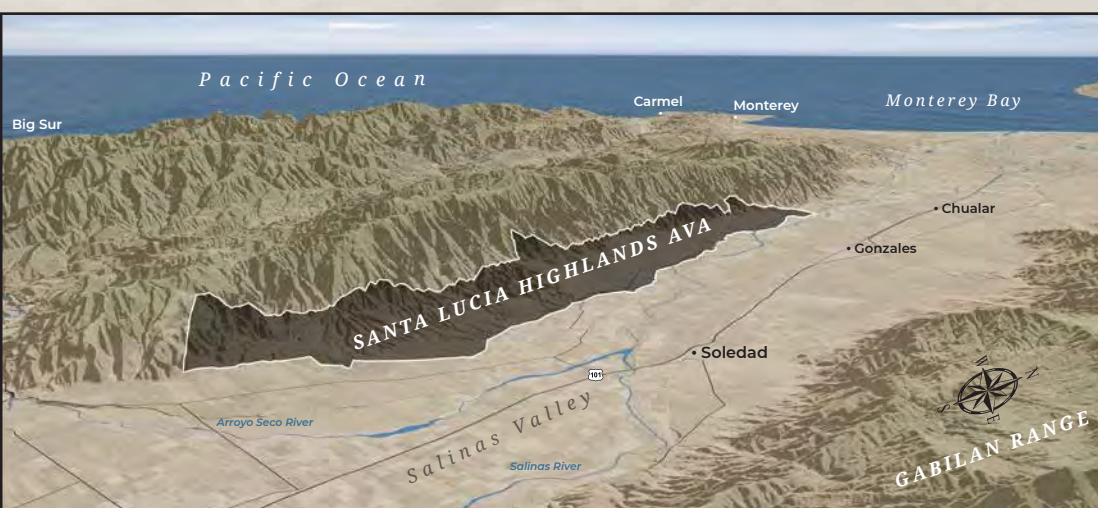 Pacific Ocean
Big Sur
Carmel
Monterey
Monterey Bay
Chualar
Gonzales
SANTA LUCIA HIGHLANDS AVA
Soledad
101
W
N
S
E
Arroyo Seco River
Salinas Valley
Salinas River
GABILAN RANGE